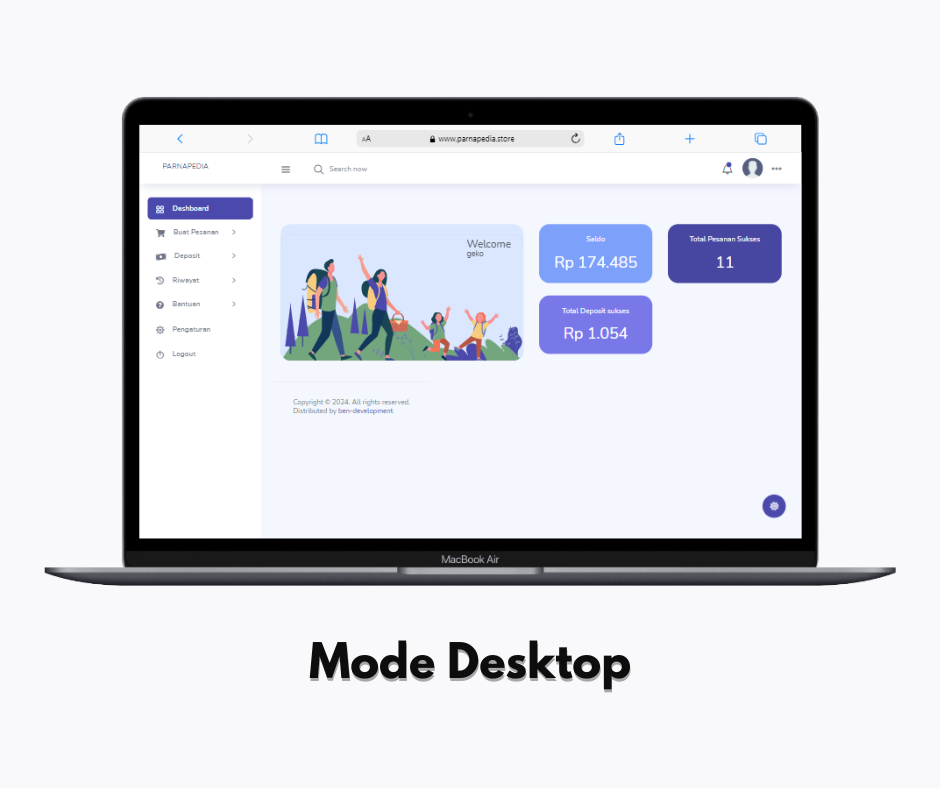 AA www.parnapedia.store
PARNAPEDIA
Search now
Dashboard
Buat Pesanan
Deposit
Riwayat
Bantuan
Pengaturan
Logout
Welcome
geko
Saldo
Rp 174.485
Total Pesanan Sukses
11
Total Deposit sukses
Rp 1.054
Copyright © 2024. All rights reserved.
Distributed by ben-development
MacBook Air
Mode Desktop